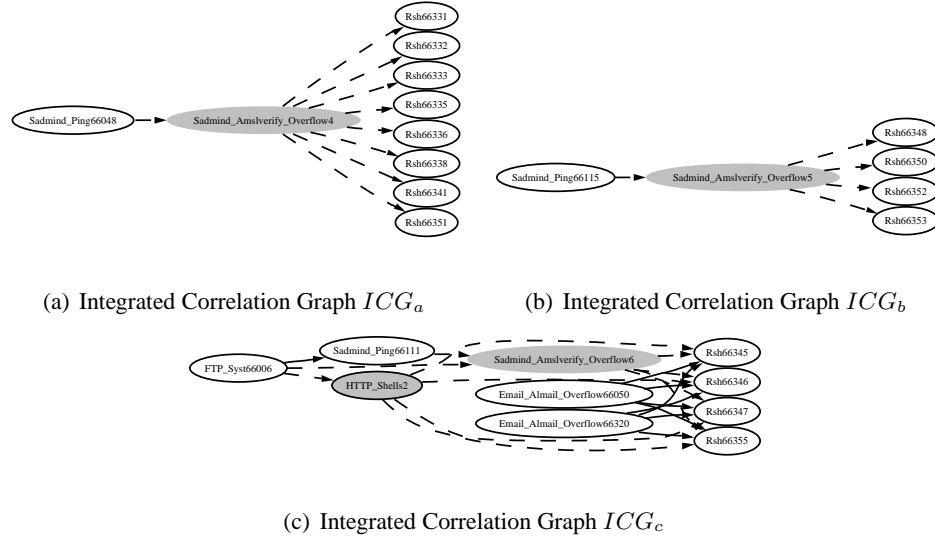 Rsh66331
Rsh66332
Rsh66333
Rsh66335
Sadmind_Ping66048
Sadmind_Amslverify_Overflow4
Rsh66336
Rsh66338
Rsh66341
Rsh66351
Rsh66348
Rsh66350
Sadmind_Ping66115
Sadmind_Amslverify_Overflow5
Rsh66352
Rsh66353
(a) Integrated Correlation Graph ICG_a
(b) Integrated Correlation Graph ICG_b
Sadmind_Ping66111
Rsh66345
FTP_Syst66006
Sadmind_Amslverify_Overflow6
HTTP_Shells2
Rsh66346
Email_Almail_Overflow66050
Rsh66347
Email_Almail_Overflow66320
Rsh66355
(c) Integrated Correlation Graph ICG_c